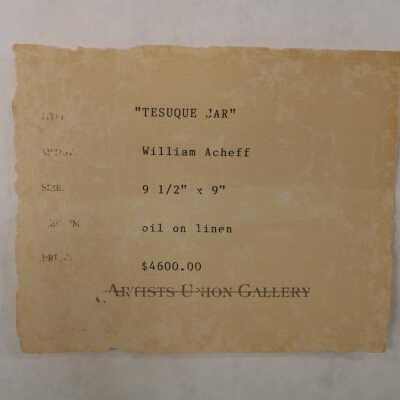 "TESUQUE JAR"
William Acheff
SIZE 9 1/2" x 9"
oil on linen
$4600.00
ARTISTS UNION GALLERY